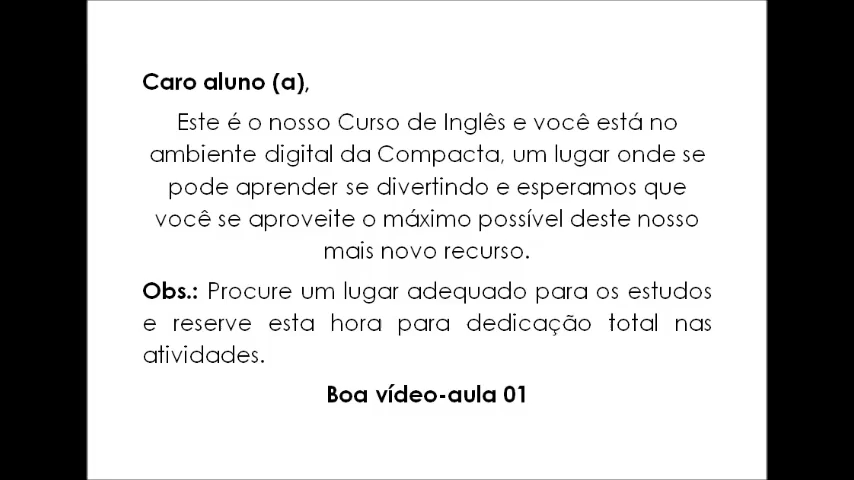 Caro aluno (a),
Este é o nosso Curso de Inglês e você está no
ambiente digital da Compacta, um lugar onde se
pode aprender se divertindo e esperamos que
você se aproveite o máximo possível deste nosso
mais novo recurso.
Obs.: Procure um lugar adequado para os estudos
e reserve esta hora para dedicação total nas
atividades.
Boa vídeo-aula 01